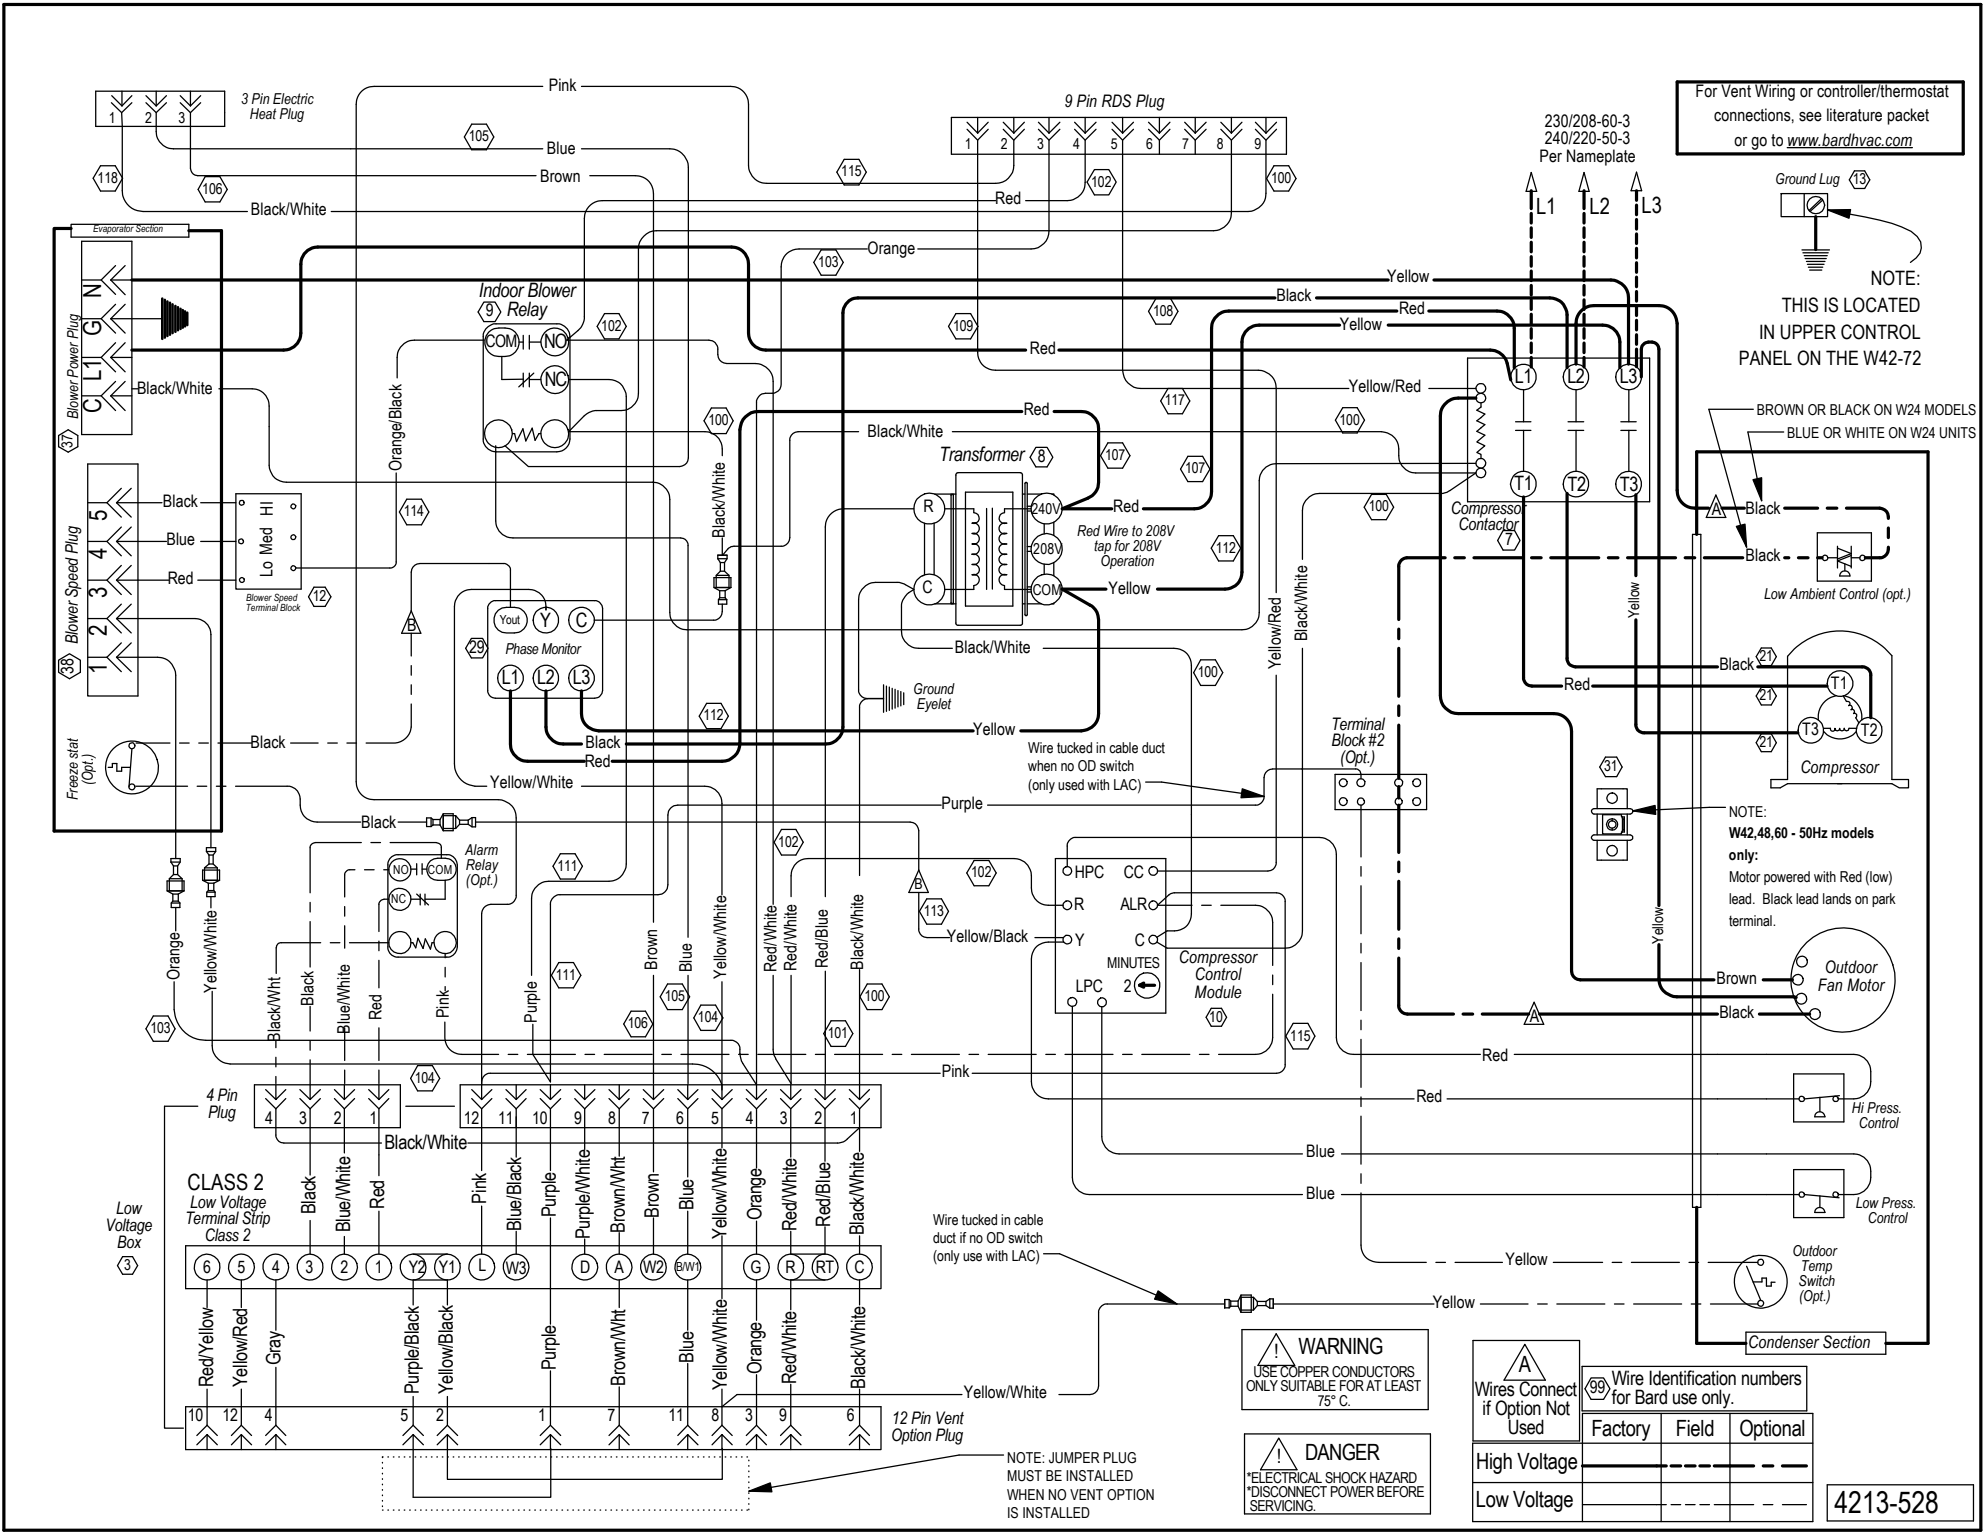 Pink
3 Pin Electric
Heat Plug
1
2
3
105
Blue
Brown
118
106
Black/White
115
9 Pin RDS Plug
1
2
3
4
5
6
7
8
9
Red
102
100
Orange
103
230/208-60-3
240/220-50-3
Per Nameplate
L1
L2
L3
For Vent Wiring or controller/thermostat
connections, see literature packet
or go to www.bardhvac.com
Ground Lug
13
NOTE:
THIS IS LOCATED
IN UPPER CONTROL
PANEL ON THE W42-72
Evaporator Section
Blower Power Plug
N
G
L1
C
37
Black/White
Indoor Blower
Relay
9
COM
NO
NC
102
Yellow
Black
108
Red
Yellow
109
Red
Yellow/Red
117
100
Red
Black/White
100
L1
L2
L3
T1
T2
T3
Compressor
Contactor
7
BROWN OR BLACK ON W24 MODELS
BLUE OR WHITE ON W24 UNITS
Blower Speed Plug
5
4
3
2
1
38
Black
Blue
Red
HI
Med
Lo
Blower Speed
Terminal Block
12
Orange/Black
114
Black/White
Transformer
8
107
107
R
C
240V
208V
COM
Red
Red Wire to 208V
tap for 208V
Operation
112
Yellow
100
A
Black
Black
Low Ambient Control (opt.)
B
29
Yout
Y
C
Phase Monitor
L1
L2
L3
Black/White
100
Yellow/Red
Black/White
Yellow
Ground
Eyelet
112
Yellow
Black
Red
Black
21
Red
21
21
T1
T2
T3
Compressor
Freeze stat
(Opt.)
Black
Yellow/White
Black
Purple
Wire tucked in cable duct
when no OD switch
(only used with LAC)
Terminal
Block #2
(Opt.)
31
NOTE:
W42,48,60 - 50Hz models
only:
Motor powered with Red (low)
lead. Black lead lands on park
terminal.
Alarm
Relay
(Opt.)
NO
COM
NC
111
102
102
B
113
Yellow/Black
HPC
CC
R
ALR
Y
C
MINUTES
LPC
2
Compressor
Control
Module
10
115
Orange
Yellow/White
103
Black/Wht
Black
Blue/White
Red
Pink
Purple
111
Brown
Blue
Yellow/White
Red/White
Red/White
Red/Blue
Black/White
106
105
104
101
100
Yellow
Brown
Outdoor
Fan Motor
Black
A
Red
Pink
Red
Hi Press.
Control
104
4 Pin
Plug
4
3
2
1
12
11
10
9
8
7
6
5
4
3
2
1
Black/White
Blue
Blue
Low Press.
Control
CLASS 2
Low Voltage
Terminal Strip
Class 2
Low
Voltage
Box
3
Black
Blue/White
Red
Pink
Blue/Black
Purple
Purple/White
Brown/Wht
Brown
Blue
Yellow/White
Orange
Red/White
Red/Blue
Black/White
6
5
4
3
2
1
Y2
Y1
L
W3
D
A
W2
B/W1
G
R
RT
C
Wire tucked in cable
duct if no OD switch
(only use with LAC)
Yellow
Yellow
Outdoor
Temp
Switch
(Opt.)
Condenser Section
Red/Yellow
Yellow/Red
Gray
Purple/Black
Yellow/Black
Purple
Brown/Wht
Blue
Yellow/White
Orange
Red/White
Black/White
Yellow/White
10
12
4
5
2
1
7
11
8
3
9
6
12 Pin Vent
Option Plug
NOTE: JUMPER PLUG
MUST BE INSTALLED
WHEN NO VENT OPTION
IS INSTALLED
! WARNING
USE COPPER CONDUCTORS
ONLY SUITABLE FOR AT LEAST
75° C.
! DANGER
*ELECTRICAL SHOCK HAZARD
*DISCONNECT POWER BEFORE
SERVICING.
A
Wires Connect
if Option Not
Used
99 Wire Identification numbers
for Bard use only.
Factory
Field
Optional
High Voltage
Low Voltage
4213-528